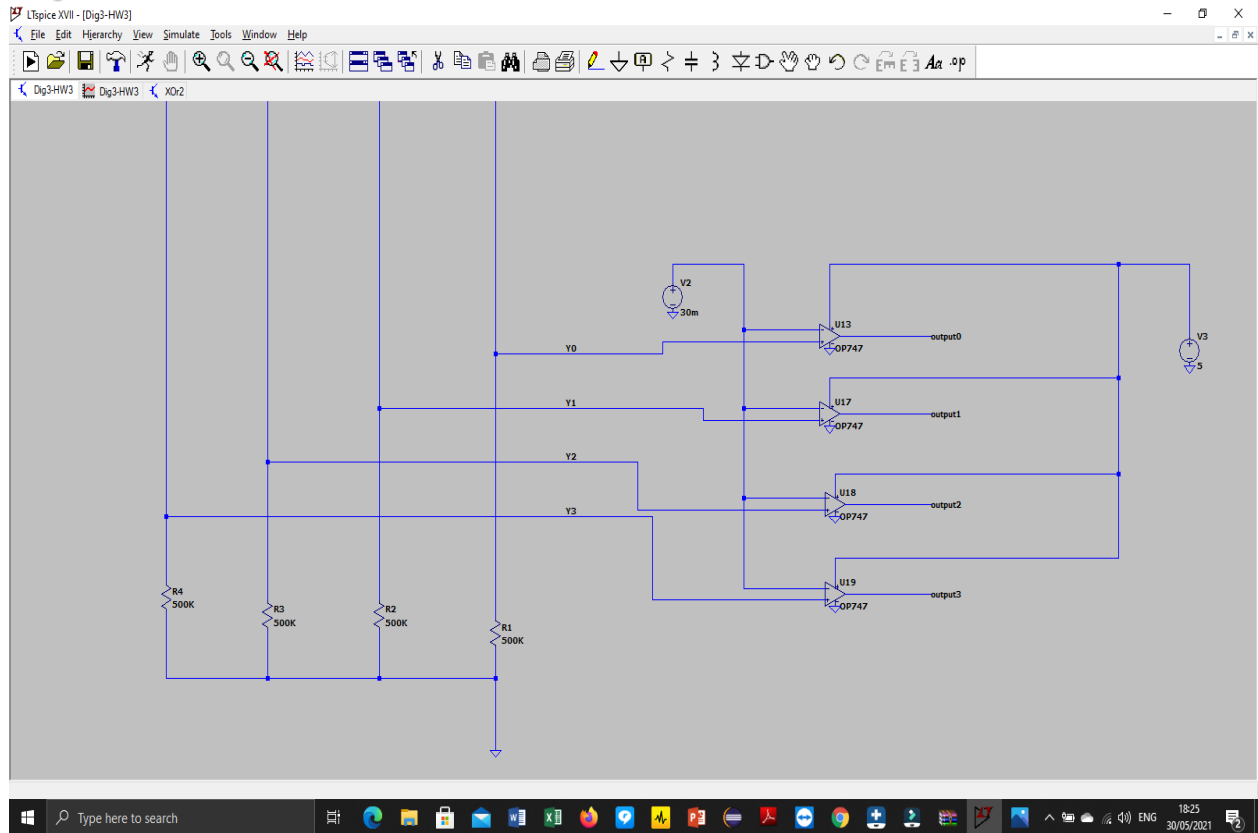 LTspice XVII - [Dig3-HW3]
File Edit Hierarchy View Simulate Tools Window Help
Dig3-HW3 Dig3-HW3 XOr2
V2
30m
U13
OP747
output0
V3
5
Y0
U17
OP747
output1
Y1
Y2
U18
OP747
output2
Y3
U19
OP747
output3
R4
500K
R3
500K
R2
500K
R1
500K
Type here to search
ENG
18:25
30/05/2021